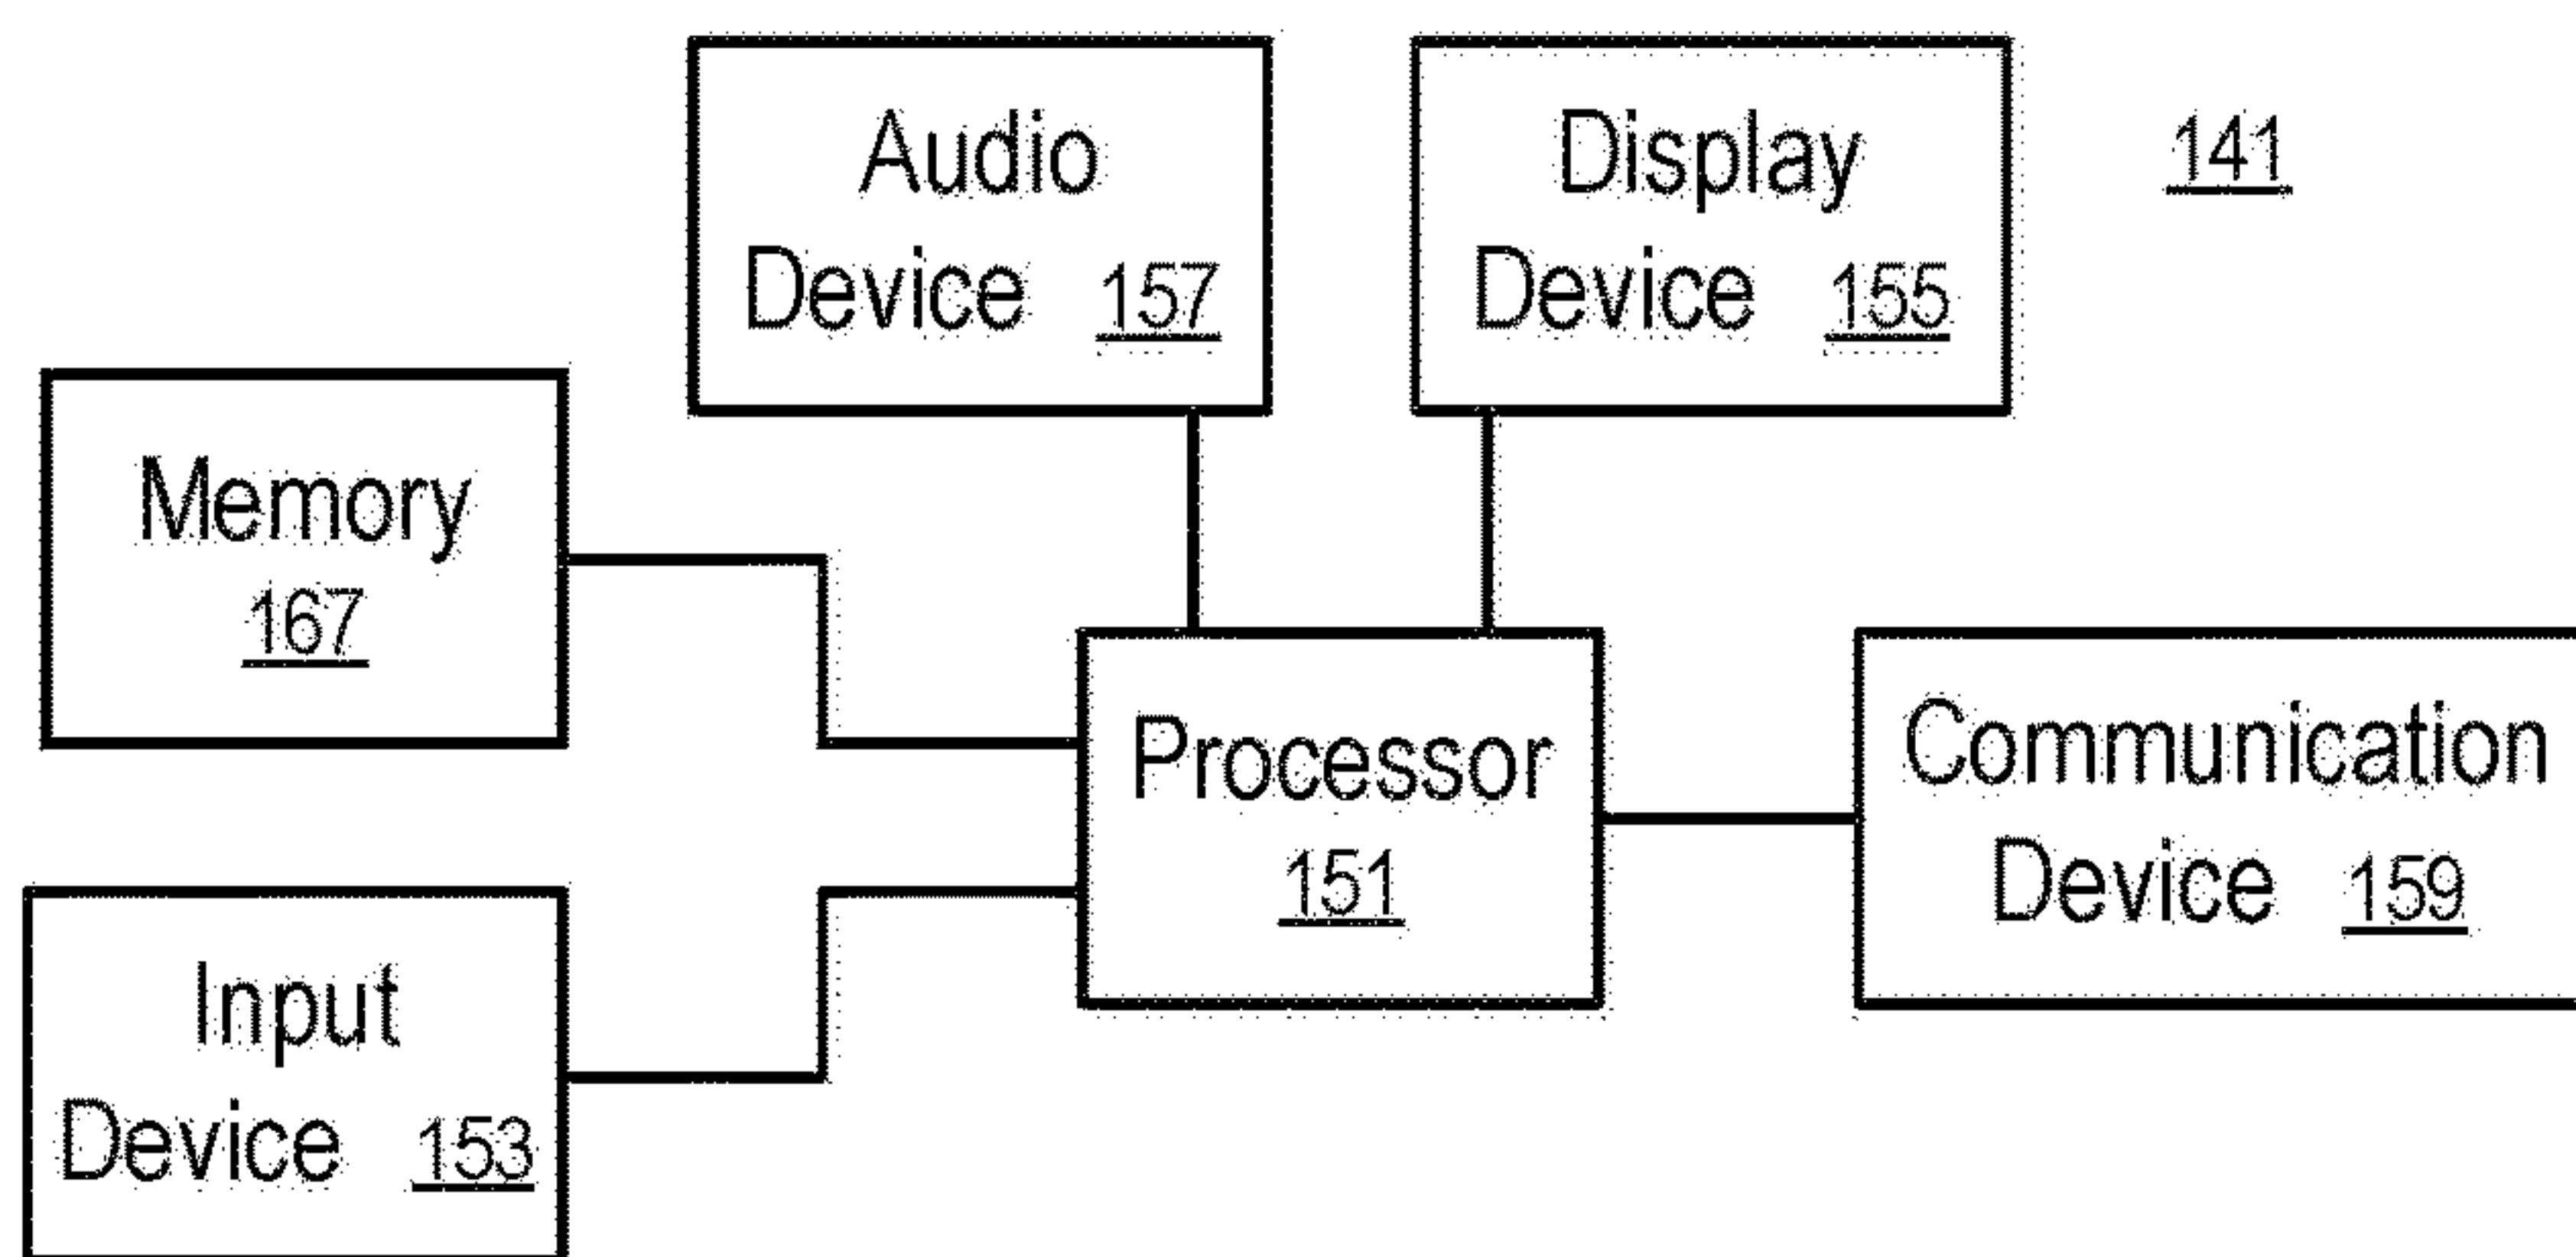 Audio
Device 157
Display
Device 155
141
Memory
167
Processor
151
Communication
Device 159
Input
Device 153